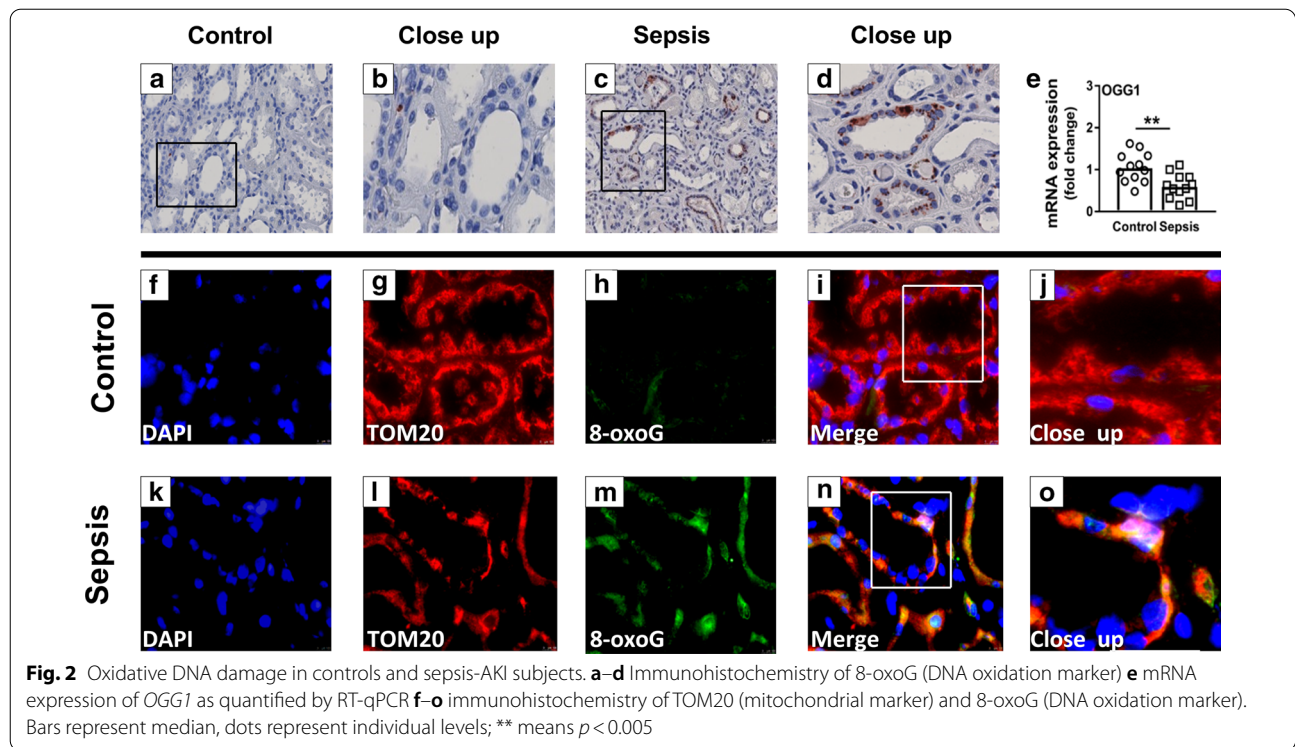 Control Close up Sepsis Close up
a b c d e
OGG1
**
mRNA expression
(fold change)
3
2
1
0
Control Sepsis
Control
f g h i j
DAPI TOM20 8-oxoG Merge Close up
Sepsis
k l m n o
DAPI TOM20 8-oxoG Merge Close up
Fig. 2 Oxidative DNA damage in controls and sepsis-AKI subjects. a–d Immunohistochemistry of 8-oxoG (DNA oxidation marker) e mRNA
expression of OGG1 as quantified by RT-qPCR f–o immunohistochemistry of TOM20 (mitochondrial marker) and 8-oxoG (DNA oxidation marker).
Bars represent median, dots represent individual levels; ** means p < 0.005